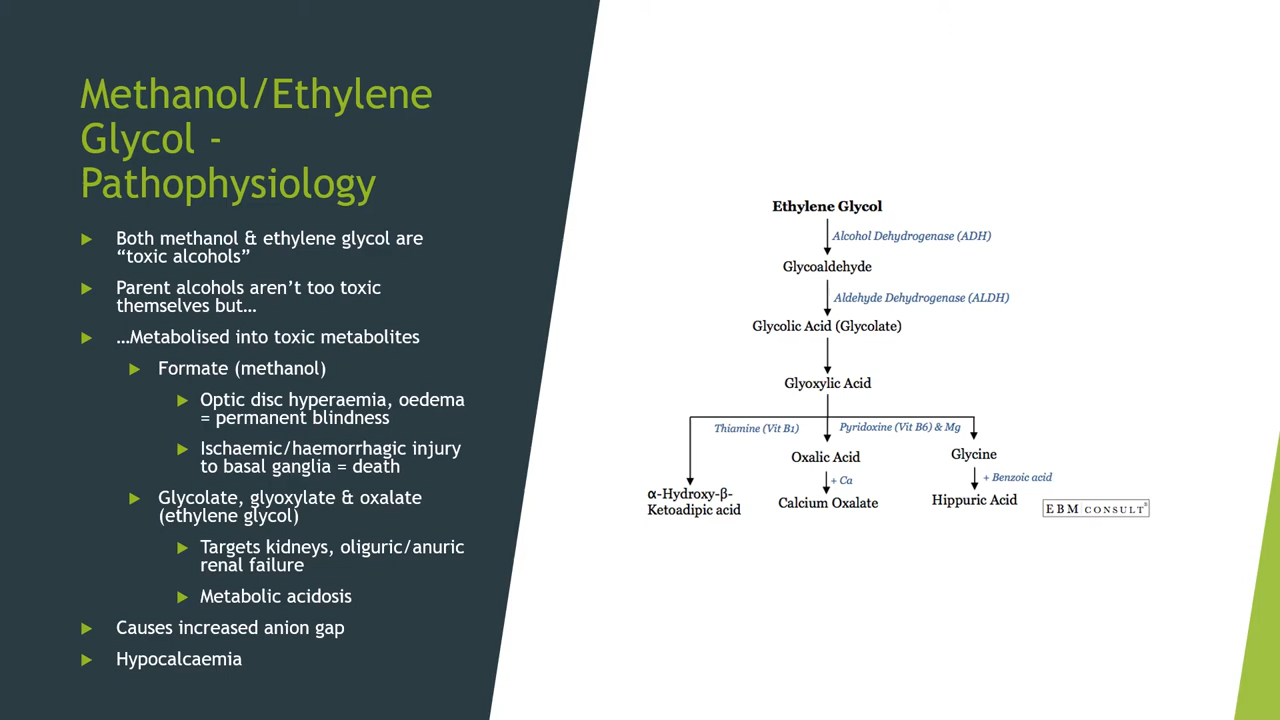 Methanol/Ethylene
Glycol -
Pathophysiology
Both methanol & ethylene glycol are
“toxic alcohols”
Parent alcohols aren’t too toxic
themselves but…
…Metabolised into toxic metabolites
Formate (methanol)
Optic disc hyperaemia, oedema
= permanent blindness
Ischaemic/haemorrhagic injury
to basal ganglia = death
Glycolate, glyoxylate & oxalate
(ethylene glycol)
Targets kidneys, oliguric/anuric
renal failure
Metabolic acidosis
Causes increased anion gap
Hypocalcaemia
Ethylene Glycol
Alcohol Dehydrogenase (ADH)
Glycoaldehyde
Aldehyde Dehydrogenase (ALDH)
Glycolic Acid (Glycolate)
Glyoxylic Acid
Thiamine (Vit B1)
Pyridoxine (Vit B6) & Mg
Oxalic Acid
Glycine
+ Ca
+ Benzoic acid
α-Hydroxy-β-
Ketoadipic acid
Calcium Oxalate
Hippuric Acid
EBM CONSULT®